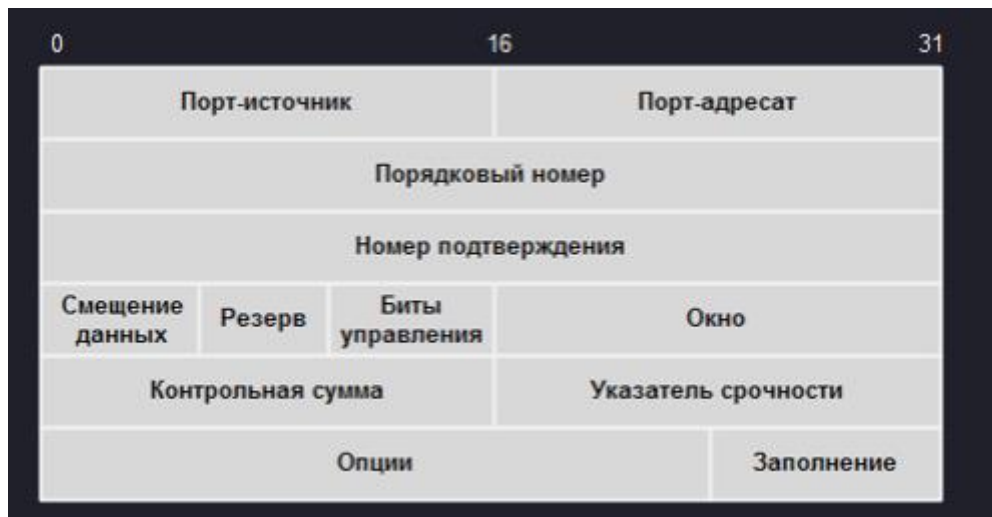 0 16 31
Порт-источник Порт-адресат
Порядковый номер
Номер подтверждения
Смещение данных Резерв Биты управления Окно
Контрольная сумма Указатель срочности
Опции Заполнение